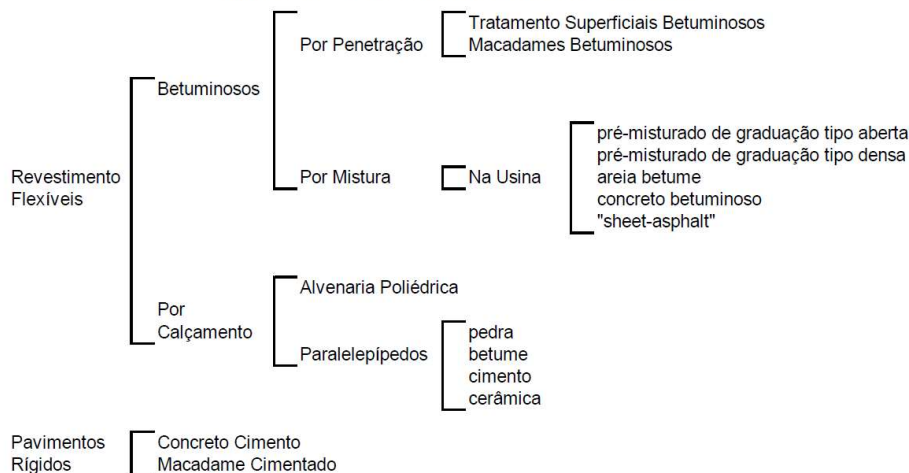 Tratamento Superficiais Betuminosos
Por Penetração
Macadames Betuminosos
Betuminosos
pré-misturado de graduação tipo aberta
pré-misturado de graduação tipo densa
Revestimento
Flexíveis
Por Mistura
Na Usina
areia betume
concreto betuminoso
"sheet-asphalt"
Por
Calçamento
Alvenaria Poliédrica
Paralelepípedos
pedra
betume
cimento
cerâmica
Pavimentos
Rígidos
Concreto Cimento
Macadame Cimentado